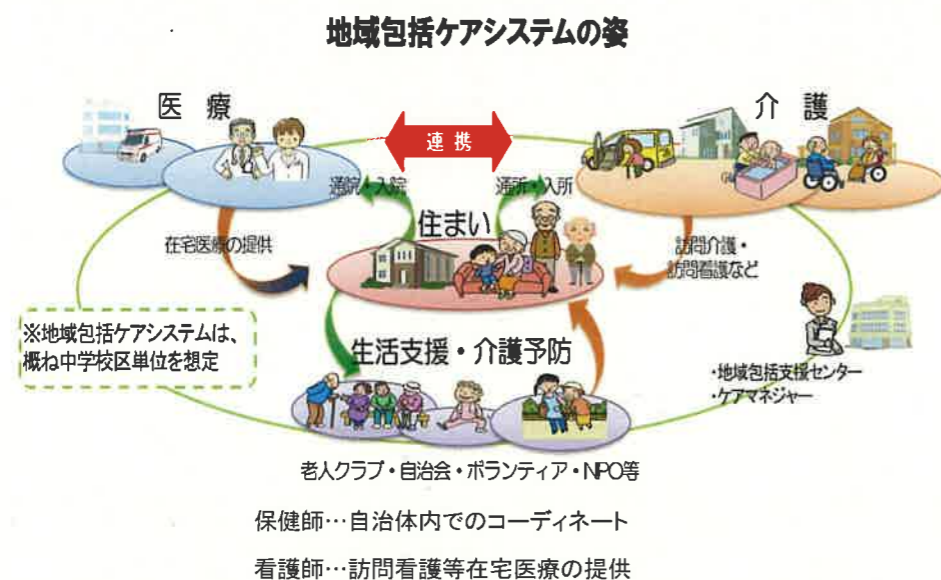 地域包括ケアシステムの姿
医療
介護
連携
通院・入院
通所・入所
住まい
在宅医療の提供
訪問介護・
訪問看護など
※地域包括ケアシステムは、
概ね中学校区単位を想定
生活支援・介護予防
・地域包括支援センター
・ケアマネジャー
老人クラブ・自治会・ボランティア・NPO等
保健師…自治体内でのコーディネート
看護師…訪問看護等在宅医療の提供